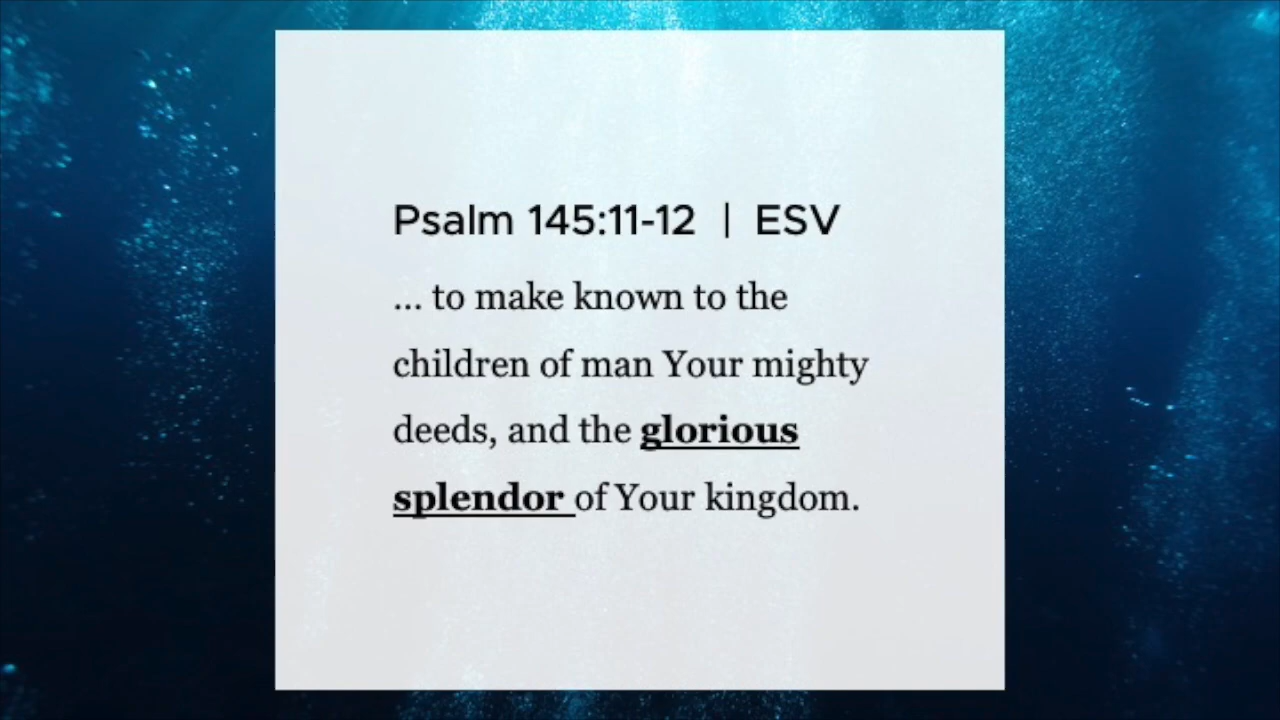 Psalm 145:11-12 | ESV
... to make known to the
children of man Your mighty
deeds, and the glorious
splendor of Your kingdom.